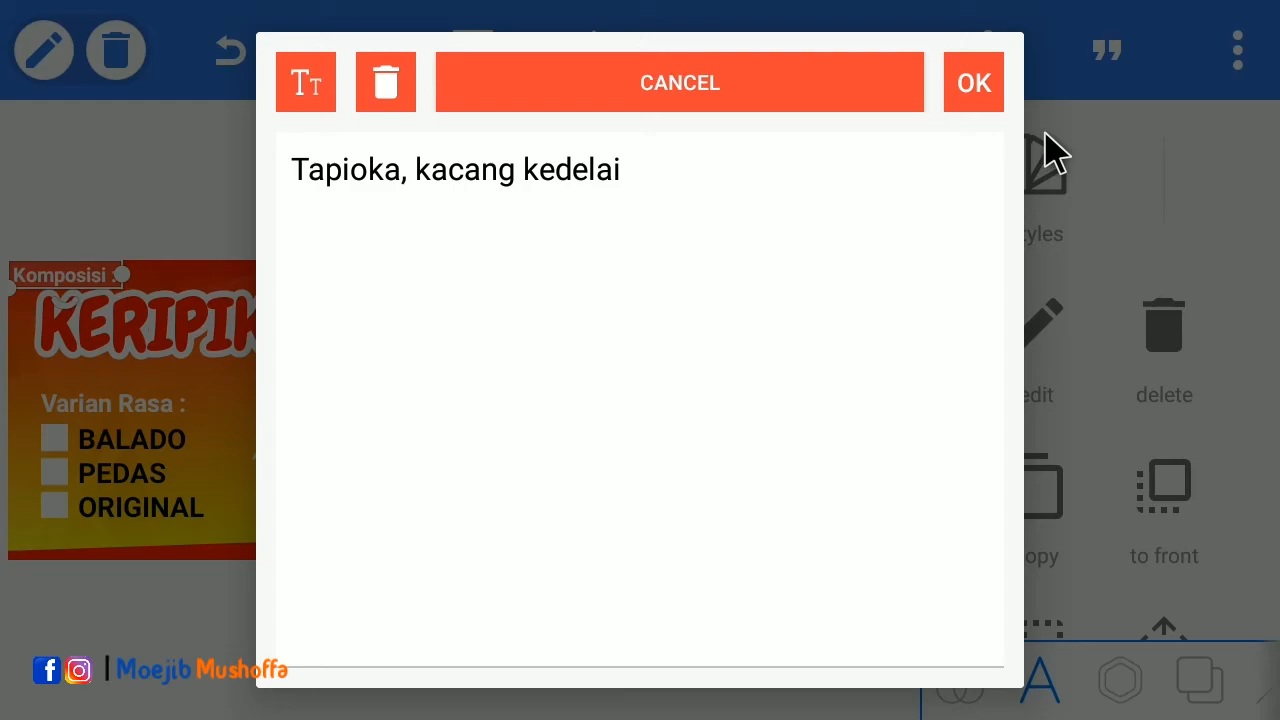 CANCEL
OK
Tapioka, kacang kedelai
tyles
Komposisi :
KERIPIK
Varian Rasa :
BALADO
PEDAS
ORIGINAL
edit
delete
opy
to front
| Moejib Mushoffa